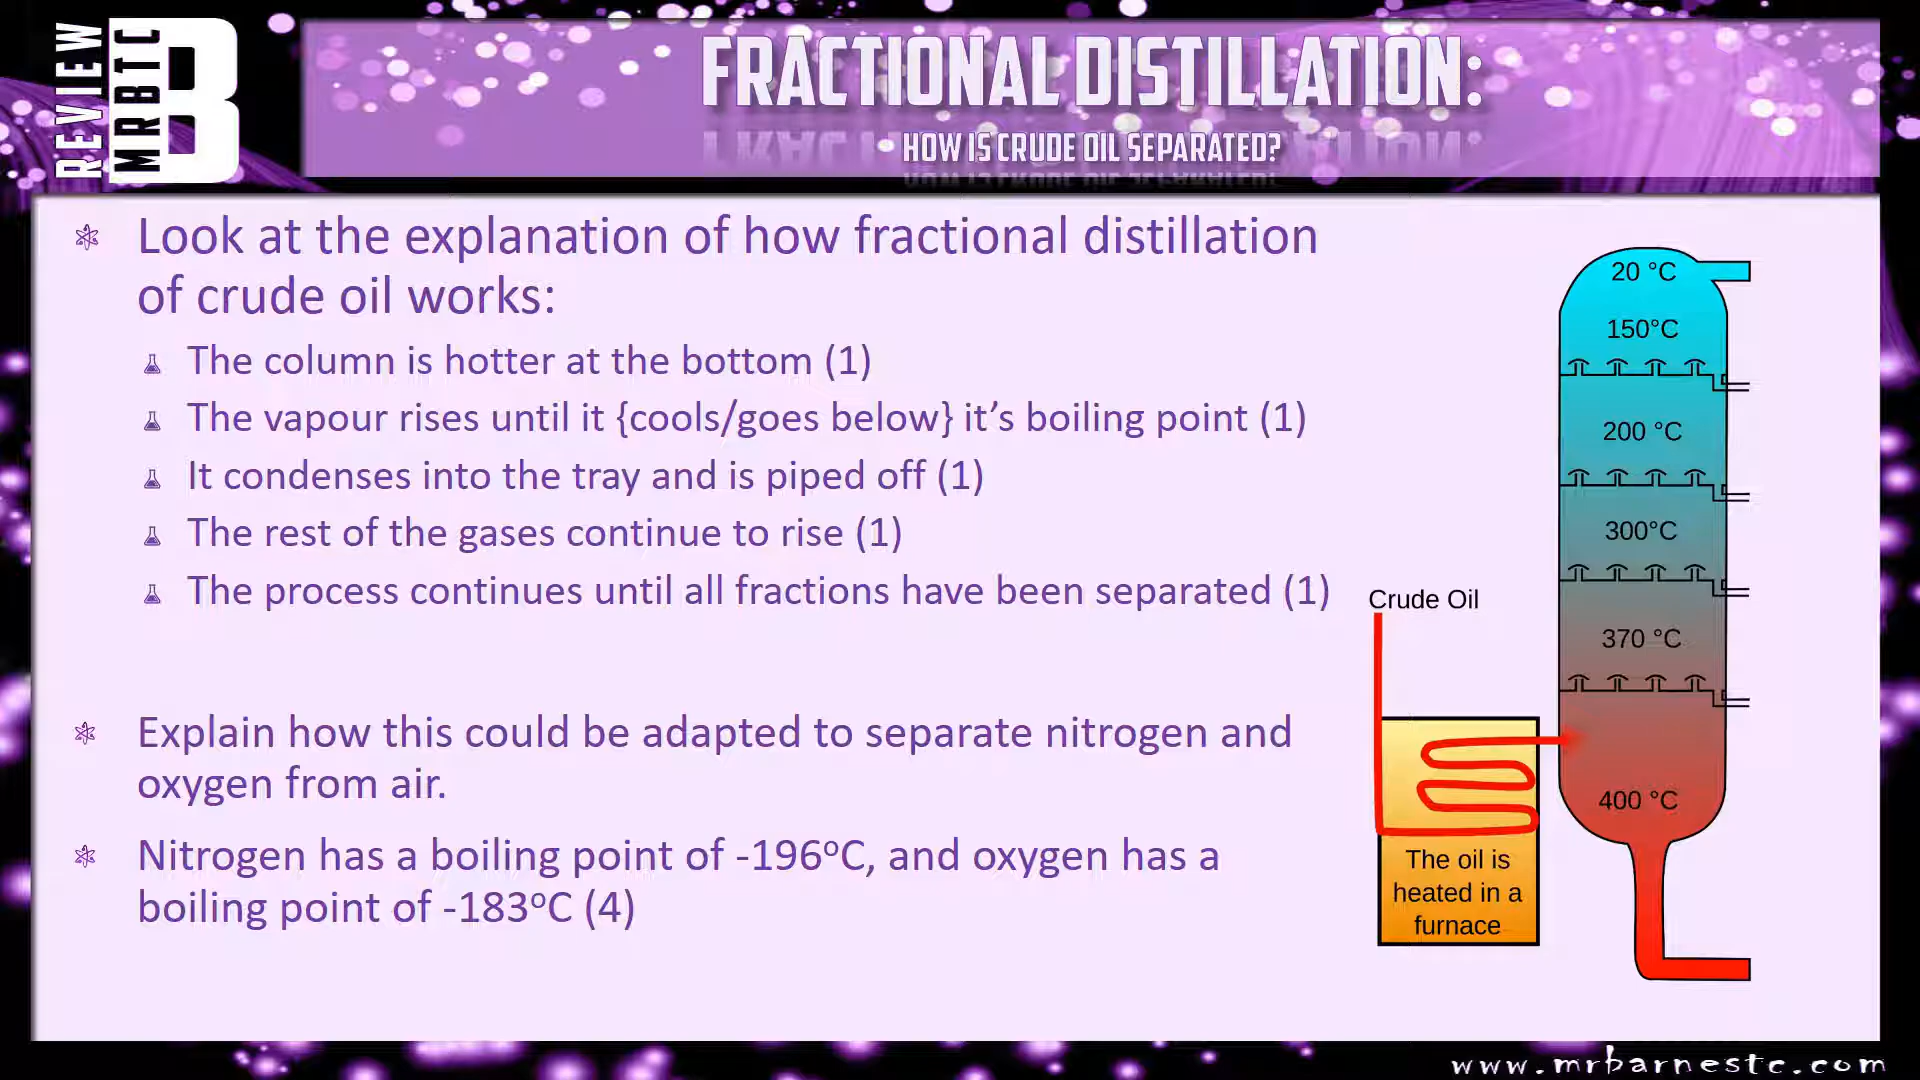 REVIEW
MRBTC
B
FRACTIONAL DISTILLATION:
HOW IS CRUDE OIL SEPARATED?
Look at the explanation of how fractional distillation
of crude oil works:
The column is hotter at the bottom (1)
The vapour rises until it {cools/goes below} it’s boiling point (1)
It condenses into the tray and is piped off (1)
The rest of the gases continue to rise (1)
The process continues until all fractions have been separated (1)
Explain how this could be adapted to separate nitrogen and
oxygen from air.
Nitrogen has a boiling point of -196°C, and oxygen has a
boiling point of -183°C (4)
20 °C
150°C
200 °C
300°C
370 °C
400 °C
Crude Oil
The oil is
heated in a
furnace
www.mrbarnestc.com